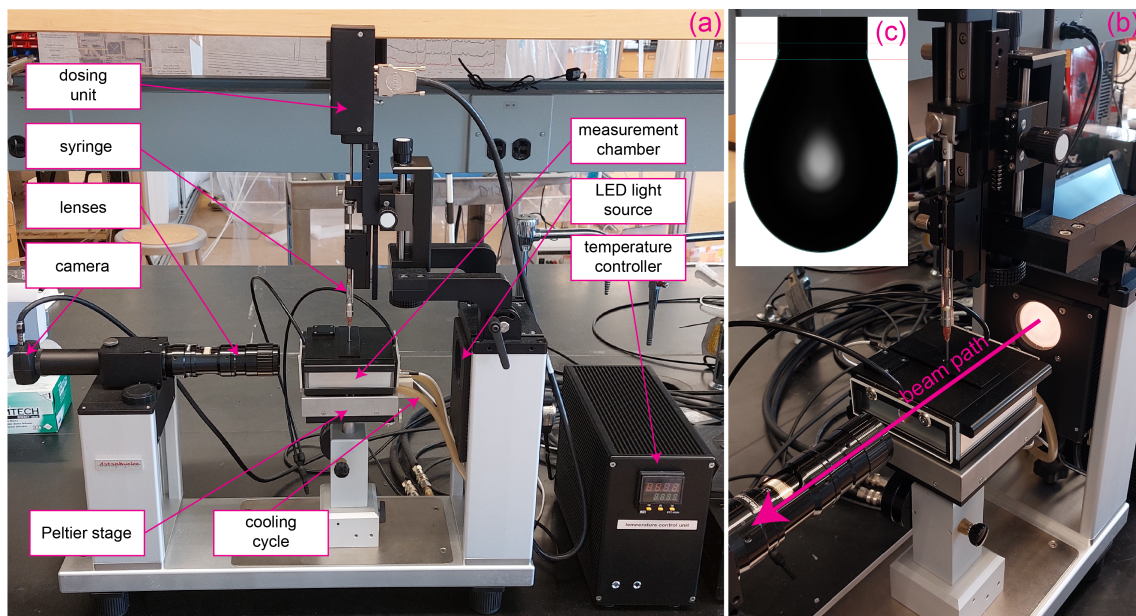 (a)
dosing
unit
syringe
lenses
camera
measurement
chamber
LED light
source
temperature
controller
Peltier stage
cooling
cycle
dataphysics
temperature control unit
(c)
(b)
beam path